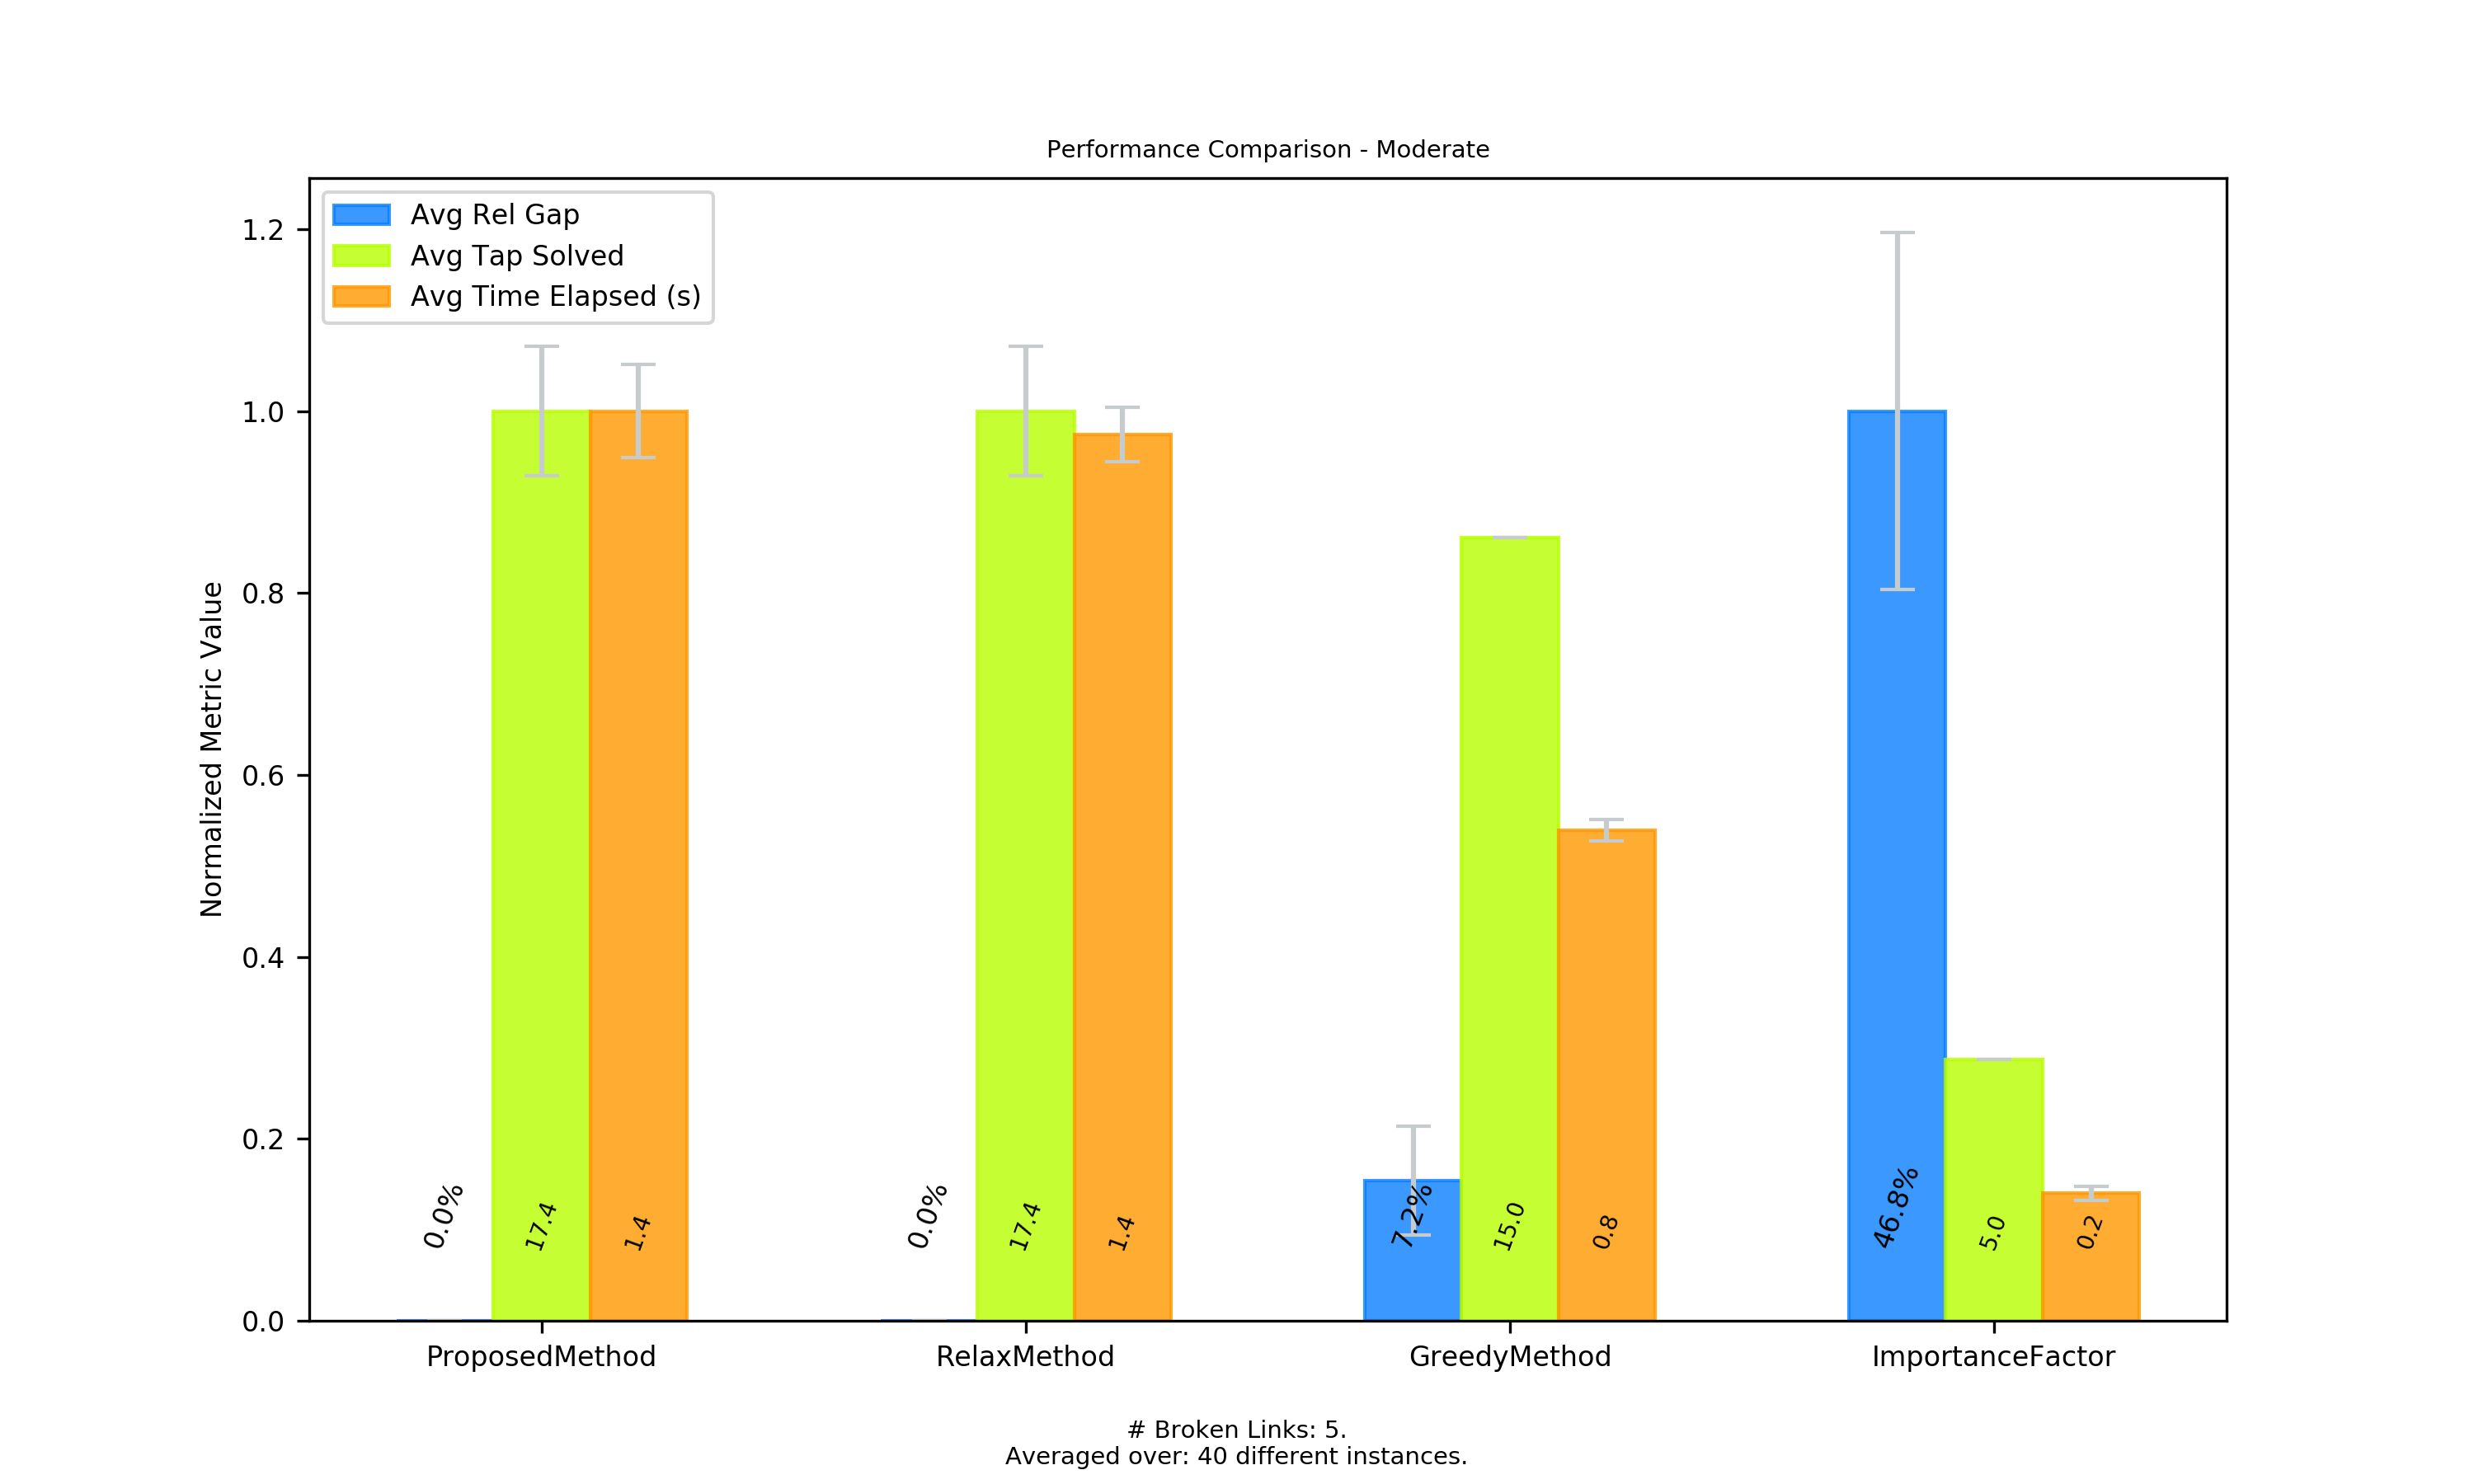 Performance Comparison - Moderate
Avg Rel Gap
Avg Tap Solved
Avg Time Elapsed (s)
Normalized Metric Value
1.2
1.0
0.8
0.6
0.4
0.2
0.0
0.0% 17.4 1.4 0.0% 17.4 1.4 7.2% 15.0 0.8 46.8% 5.0 0.2
ProposedMethod RelaxMethod GreedyMethod ImportanceFactor
# Broken Links: 5.
Averaged over: 40 different instances.